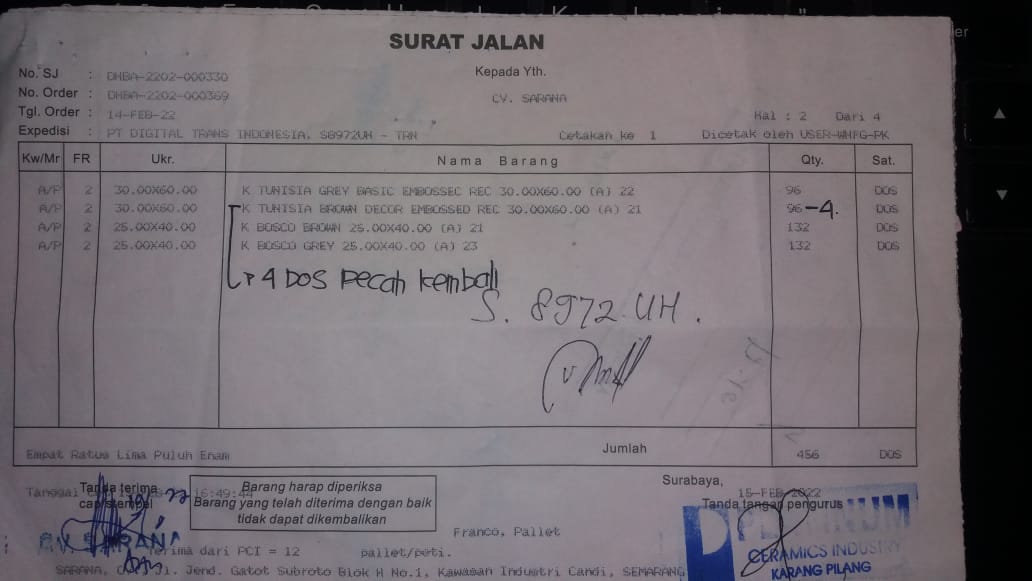 SURAT JALAN
No. SJ : DHBA-2202-000330
Kepada Yth.
No. Order : DHBA-2202-000369
CV. SARANA
Tgl. Order : 14-FEB-22
Hal : 2 Dari 4
Expedisi : PT DIGITAL TRANS INDONESIA. S8972UH - TRN Cetakan ke 1 Dicetak oleh USER-WHFG-PK
Kw/Mr FR Ukr. Nama Barang Qty. Sat.
A/P 2 30.00X60.00 K TUNISIA GREY BASIC EMBOSSEC REC 30.00X60.00 (A) 22 96 DOS
A/P 2 30.00X60.00 K TUNISIA BROWN DECOR EMBOSSED REC 30.00X60.00 (A) 21 96 -4. DOS
A/P 2 25.00X40.00 K BOSCO BROWN 25.00X40.00 (A) 21 132 DOS
A/P 2 25.00X40.00 K BOSCO GREY 25.00X40.00 (A) 23 132 DOS
4 DOS Pecah kembali
S. 8972 UH.
Jumlah
Empat Ratus Lima Puluh Enam 456 DOS
Surabaya,
Tanggal 16:49:44
15-FEB-2022
Tanda terima
cap/stempel
Barang harap diperiksa
Barang yang telah diterima dengan baik
tidak dapat dikembalikan
Tanda tangan pengurus
PLATINUM
CERAMICS INDUSTRY
KARANG PILANG
Franco, Pallet
SARANA
Terima dari PCI = 12 pallet/peti.
SARANA, Jl. Jend. Gatot Subroto Blok H No.1, Kawasan Industri Candi, SEMARANG